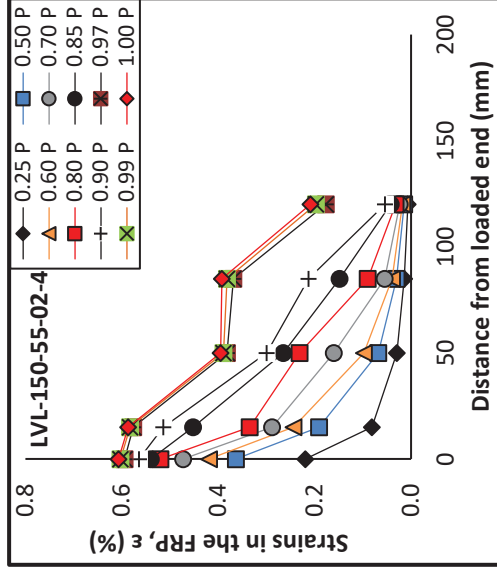 LVL-150-55-02-4
0.25 P
0.50 P
0.60 P
0.70 P
0.80 P
0.85 P
0.90 P
0.97 P
0.99 P
1.00 P
Strains in the FRP, ε (%)
0.8
0.6
0.4
0.2
0.0
0
50
100
150
200
Distance from loaded end (mm)